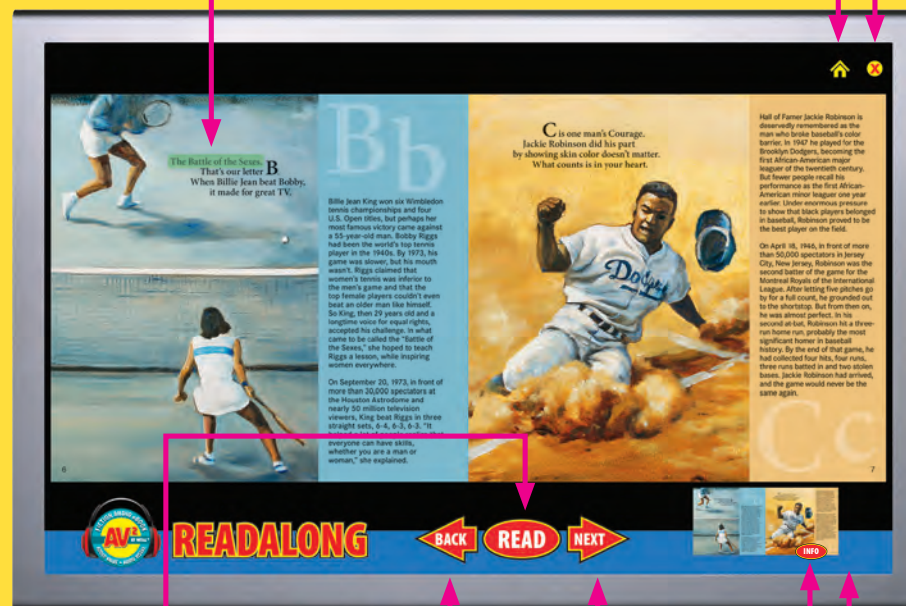 The Battle of the Sexes.
That's our letter B.
When Billie Jean beat Bobby,
it made for great TV.
Bb
Billie Jean King won six Wimbledon
tennis championships and four
U.S. Open titles, but perhaps her
most famous victory came against
a 55-year-old man. Bobby Riggs
had been the world's top tennis
player in the 1940s. By 1973, his
game was slower, but his mouth
wasn't. Riggs claimed that
women's tennis was inferior to
the men's game and that the
top female players couldn't even
beat an older man like himself.
So King, then 29 years old and a
longtime voice for equal rights,
accepted his challenge. In what
came to be called the "Battle of
the Sexes," she hoped to teach
Riggs a lesson, while inspiring
women everywhere.
On September 20, 1973, in front of
more than 30,000 spectators at
the Houston Astrodome and
nearly 50 million television
viewers, King beat Riggs in three
straight sets, 6-4, 6-3, 6-3. "It
everyone can have skills,
whether you are a man or
woman," she explained.
6
C is one man's Courage.
Jackie Robinson did his part
by showing skin color doesn't matter.
What counts is in your heart.
Dodgers
Hall of Famer Jackie Robinson is
deservedly remembered as the
man who broke baseball's color
barrier. In 1947 he played for the
Brooklyn Dodgers, becoming the
first African-American major
leaguer of the twentieth century.
But fewer people recall his
performance as the first African-
American minor leaguer one year
earlier. Under enormous pressure
to show that black players belonged
in baseball, Robinson proved to be
the best player on the field.
On April 18, 1946, in front of more
than 50,000 spectators in Jersey
City, New Jersey, Robinson was the
second batter of the game for the
Montreal Royals of the International
League. After letting five pitches go
by for a full count, he grounded out
to the shortstop. But from then on,
he was almost perfect. In his
second at-bat, Robinson hit a three-
run home run, probably the most
significant homer in baseball
history. By the end of that game, he
had collected four hits, four runs,
three runs batted in and two stolen
bases. Jackie Robinson had arrived,
and the game would never be the
same again.
Cc
7
AV²
READALONG
BACK
READ
NEXT
INFO